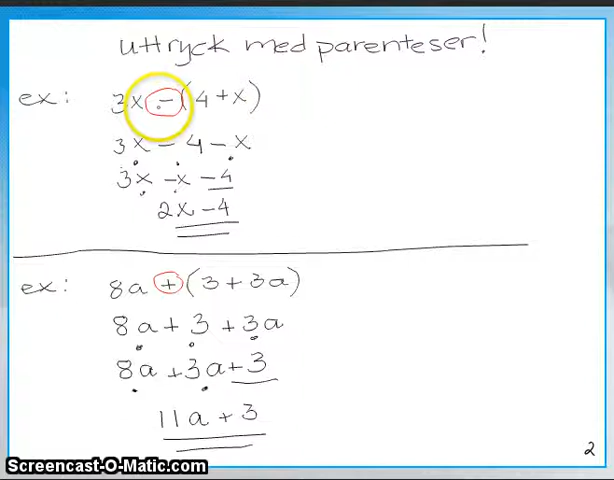 uttryck med parenteser!
ex: 3x - (4 + x)
3x - 4 - x
3x - x - 4
2x - 4
ex: 8a + (3 + 3a)
8a + 3 + 3a
8a + 3a + 3
11a + 3
2
Screencast-O-Matic.com